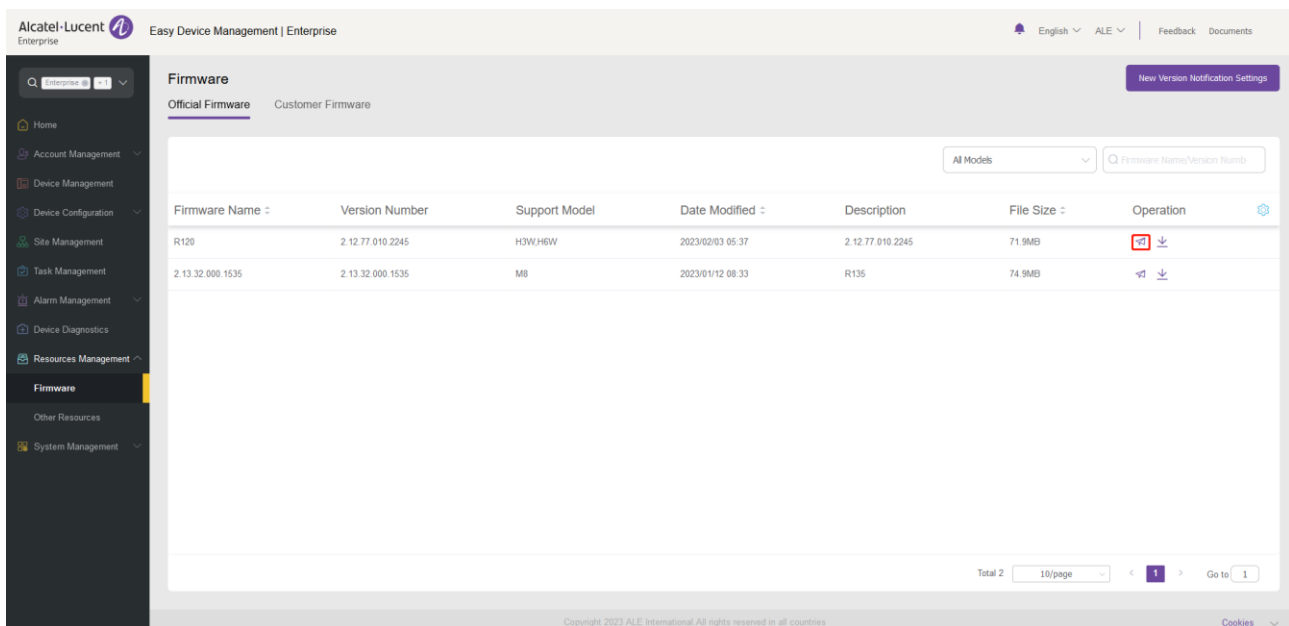 Alcatel·Lucent
Enterprise
Easy Device Management | Enterprise
English ALE Feedback Documents
Enterprise + 1
Firmware
New Version Notification Settings
Official Firmware Customer Firmware
Home
Account Management
Device Management
Device Configuration
Site Management
Task Management
Alarm Management
Device Diagnostics
Resources Management
Firmware
Other Resources
System Management
All Models Firmware Name/Version Numb
Firmware Name Version Number Support Model Date Modified Description File Size Operation
R120 2.12.77.010.2245 H3W,H6W 2023/02/03 05:37 2.12.77.010.2245 71.9MB
2.13.32.000.1535 2.13.32.000.1535 M8 2023/01/12 08:33 R135 74.9MB
Total 2 10/page < 1 > Go to 1
Copyright 2023 ALE International.All rights reserved in all countries Cookies